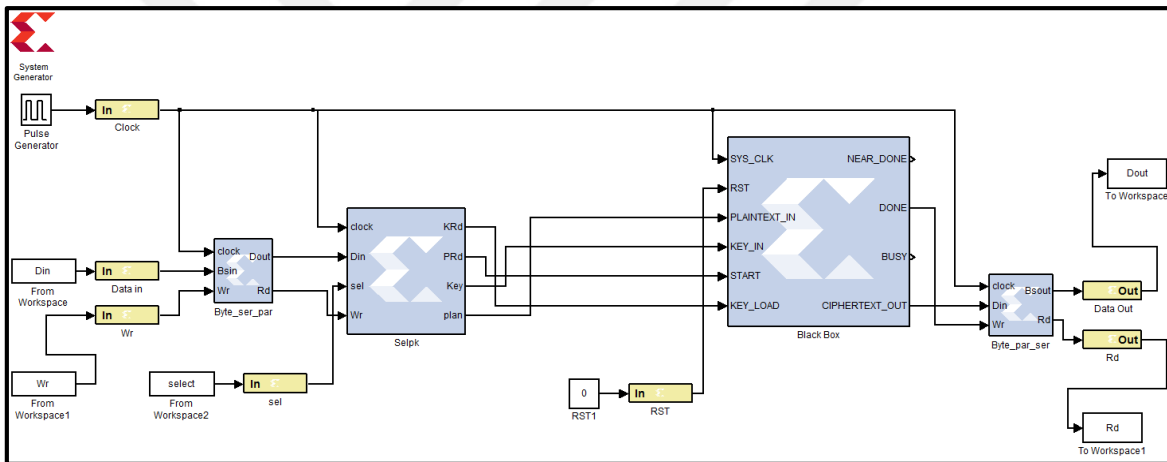 System
Generator
Pulse
Generator
In
Clock
Din
From
Workspace
In
Data in
In
Wr
Wr
From
Workspace1
clock
Bsin
Wr
Dout
Rd
Byte_ser_par
select
From
Workspace2
In
sel
clock
Din
sel
Wr
KRd
PRd
Key
plan
Selpk
0
RST1
In
RST
SYS_CLK
RST
PLAINTEXT_IN
KEY_IN
START
KEY_LOAD
NEAR_DONE
DONE
BUSY
CIPHERTEXT_OUT
Black Box
clock
Din
Wr
Bsout
Rd
Byte_par_ser
Dout
To Workspace
Out
Data Out
Out
Rd
Rd
To Workspace1